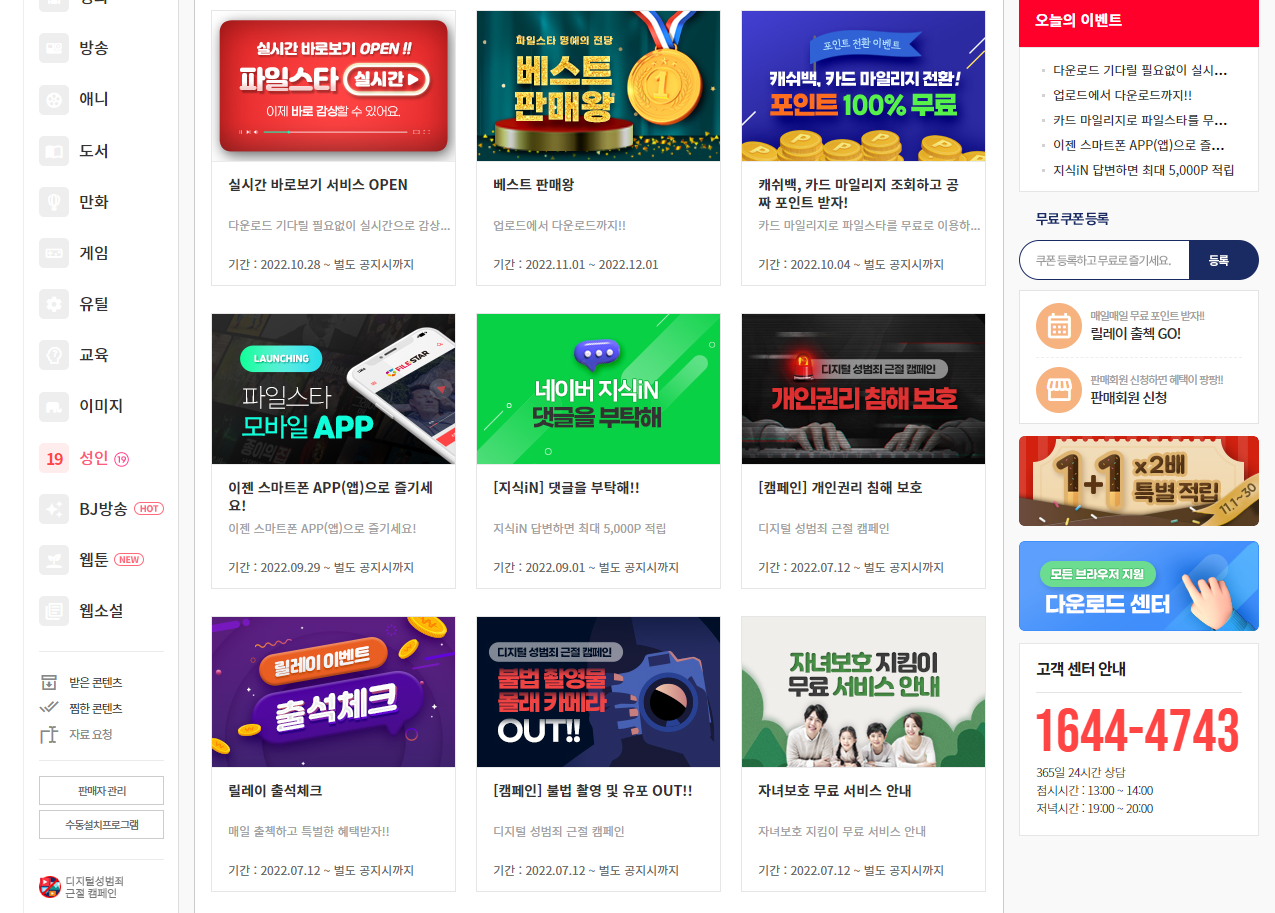 방송
애니
도서
만화
게임
유틸
교육
이미지
19 성인 19
BJ방송 HOT
웹툰 NEW
웹소설
받은 콘텐츠
찜한 콘텐츠
자료 요청
판매자 관리
수동설치프로그램
디지털성범죄
근절 캠페인
실시간 바로보기 OPEN !!
파일스타 실시간
이제 바로 감상할 수 있어요.
실시간 바로보기 서비스 OPEN
다운로드 기다릴 필요없이 실시간으로 감상...
기간 : 2022.10.28 ~ 별도 공지시까지
파일스타 명예의 전당
베스트
판매왕
1
베스트 판매왕
업로드에서 다운로드까지!!
기간 : 2022.11.01 ~ 2022.12.01
포인트 전환 이벤트
캐쉬백, 카드 마일리지 전환!
포인트 100% 무료
캐쉬백, 카드 마일리지 조회하고 공
짜 포인트 받자!
카드 마일리지로 파일스타를 무료로 이용하...
기간 : 2022.10.04 ~ 별도 공지시까지
LAUNCHING
파일스타
모바일 APP
FILESTAR
이젠 스마트폰 APP(앱)으로 즐기세
요!
이젠 스마트폰 APP(앱)으로 즐기세요!
기간 : 2022.09.29 ~ 별도 공지시까지
네이버 지식iN
댓글을 부탁해
[지식iN] 댓글을 부탁해!!
지식iN 답변하면 최대 5,000P 적립
기간 : 2022.09.01 ~ 별도 공지시까지
디지털 성범죄 근절 캠페인
개인권리 침해 보호
[캠페인] 개인권리 침해 보호
디지털 성범죄 근절 캠페인
기간 : 2022.07.12 ~ 별도 공지시까지
릴레이 이벤트
출석체크
릴레이 출석체크
매일 출첵하고 특별한 혜택받자!!
기간 : 2022.07.12 ~ 별도 공지시까지
디지털 성범죄 근절 캠페인
불법 촬영물
몰래 카메라
OUT!!
[캠페인] 불법 촬영 및 유포 OUT!!
디지털 성범죄 근절 캠페인
기간 : 2022.07.12 ~ 별도 공지시까지
자녀보호 지킴이
무료 서비스 안내
자녀보호 무료 서비스 안내
자녀보호 지킴이 무료 서비스 안내
기간 : 2022.07.12 ~ 별도 공지시까지
오늘의 이벤트
다운로드 기다릴 필요없이 실시...
업로드에서 다운로드까지!!
카드 마일리지로 파일스타를 무...
이젠 스마트폰 APP(앱)으로 즐...
지식iN 답변하면 최대 5,000P 적립
무료 쿠폰 등록
쿠폰 등록하고 무료로 즐기세요.
등록
매일매일 무료 포인트 받자!!
릴레이 출첵 GO!
판매회원 신청하면 혜택이 팡팡!!
판매회원 신청
1+1 x2배
특별 적립
11.1~30
모든 브라우저 지원
다운로드 센터
고객 센터 안내
1644-4743
365일 24시간 상담
점시시간 : 13:00 ~ 14:00
저녁시간 : 19:00 ~ 20:00